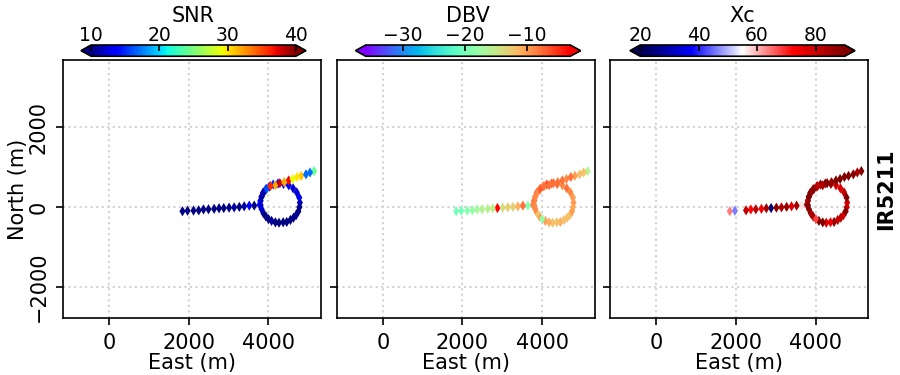 SNR DBV Xc
10 20 30 40 −30 −20 −10 20 40 60 80
2000
0
−2000
North (m)
IR5211
0 2000 4000 0 2000 4000 0 2000 4000
East (m) East (m) East (m)